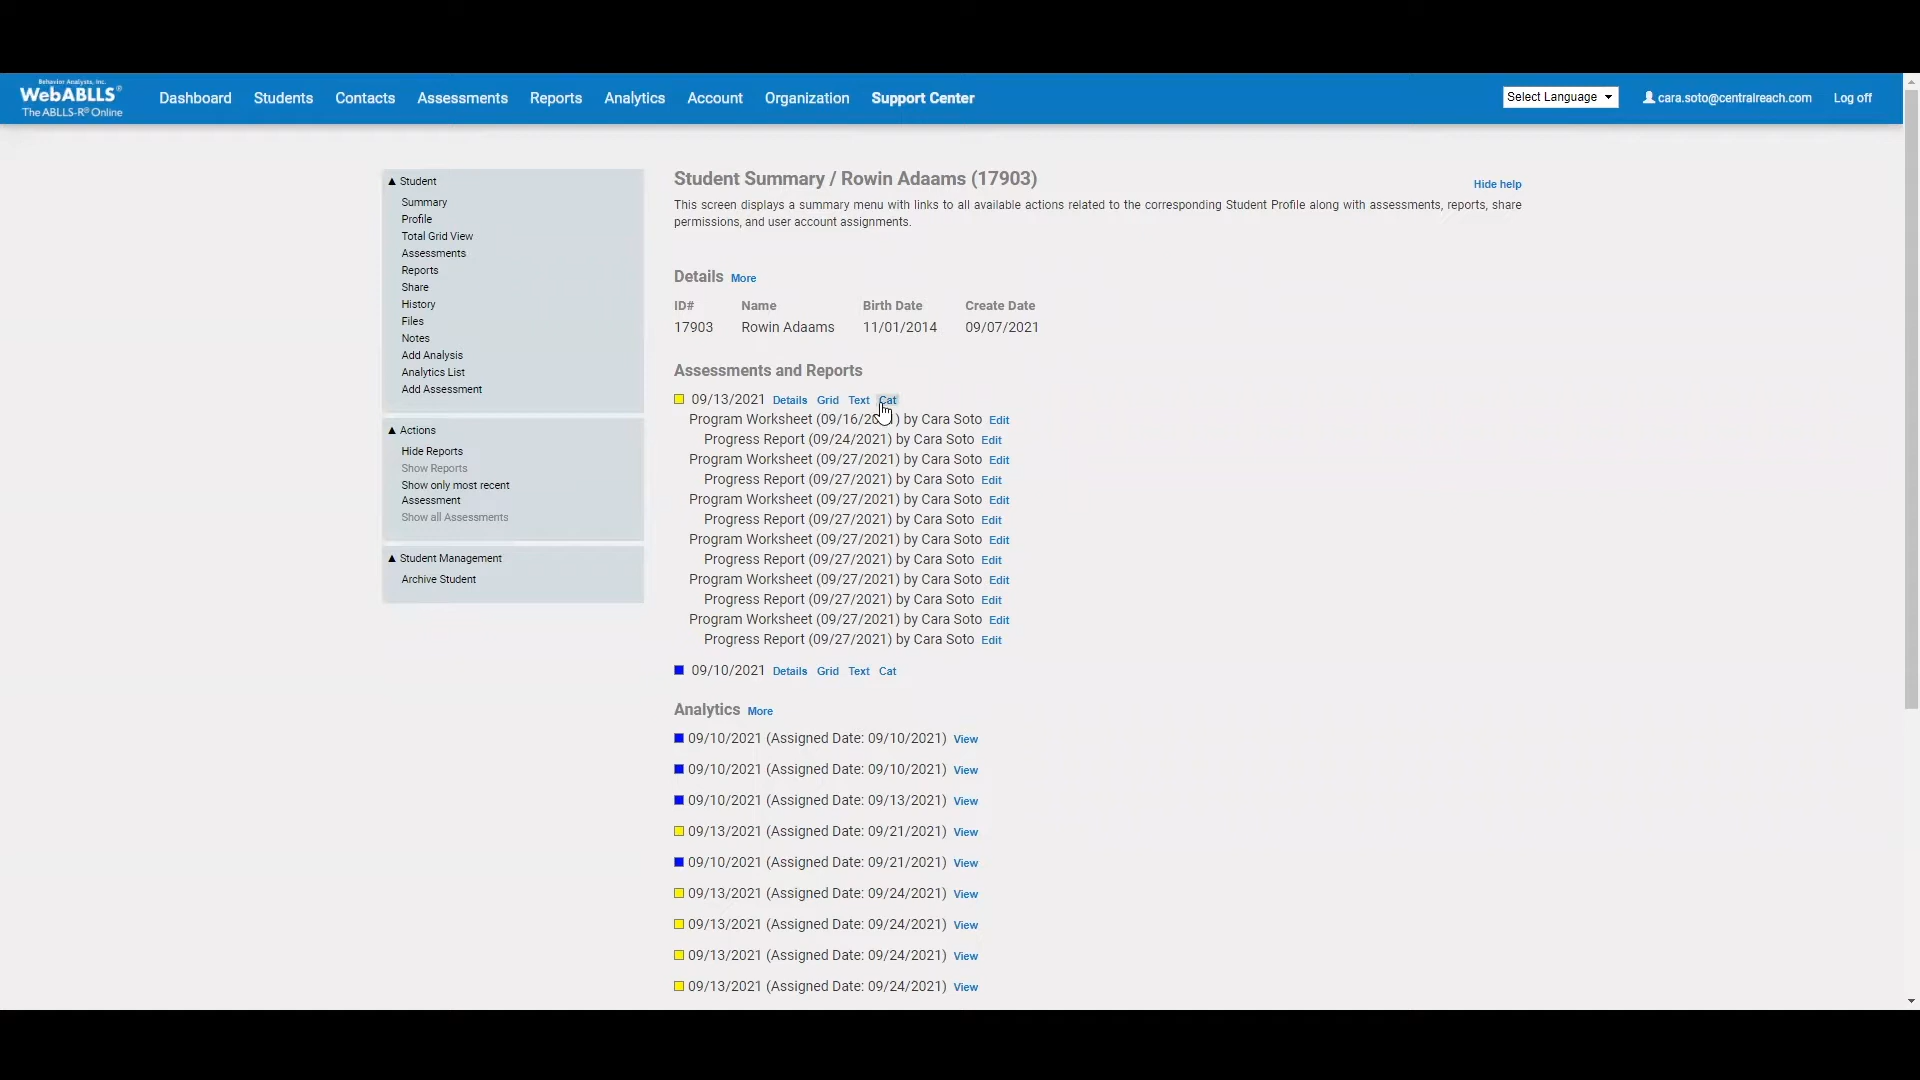 Behavior Analysts, Inc.
WebABLLS®
The ABLLS-R® Online
Dashboard Students Contacts Assessments Reports Analytics Account Organization Support Center
Select Language
cara.soto@centralreach.com
Log off
▲ Student
Summary
Profile
Total Grid View
Assessments
Reports
Share
History
Files
Notes
Add Analysis
Analytics List
Add Assessment
▲ Actions
Hide Reports
Show Reports
Show only most recent
Assessment
Show all Assessments
▲ Student Management
Archive Student
Student Summary / Rowin Adaams (17903)
Hide help
This screen displays a summary menu with links to all available actions related to the corresponding Student Profile along with assessments, reports, share
permissions, and user account assignments.
Details More
ID# Name Birth Date Create Date
17903 Rowin Adaams 11/01/2014 09/07/2021
Assessments and Reports
09/13/2021 Details Grid Text Cat
Program Worksheet (09/16/2021) by Cara Soto Edit
Progress Report (09/24/2021) by Cara Soto Edit
Program Worksheet (09/27/2021) by Cara Soto Edit
Progress Report (09/27/2021) by Cara Soto Edit
Program Worksheet (09/27/2021) by Cara Soto Edit
Progress Report (09/27/2021) by Cara Soto Edit
Program Worksheet (09/27/2021) by Cara Soto Edit
Progress Report (09/27/2021) by Cara Soto Edit
Program Worksheet (09/27/2021) by Cara Soto Edit
Progress Report (09/27/2021) by Cara Soto Edit
Program Worksheet (09/27/2021) by Cara Soto Edit
Progress Report (09/27/2021) by Cara Soto Edit
09/10/2021 Details Grid Text Cat
Analytics More
09/10/2021 (Assigned Date: 09/10/2021) View
09/10/2021 (Assigned Date: 09/10/2021) View
09/10/2021 (Assigned Date: 09/13/2021) View
09/13/2021 (Assigned Date: 09/21/2021) View
09/10/2021 (Assigned Date: 09/21/2021) View
09/13/2021 (Assigned Date: 09/24/2021) View
09/13/2021 (Assigned Date: 09/24/2021) View
09/13/2021 (Assigned Date: 09/24/2021) View
09/13/2021 (Assigned Date: 09/24/2021) View